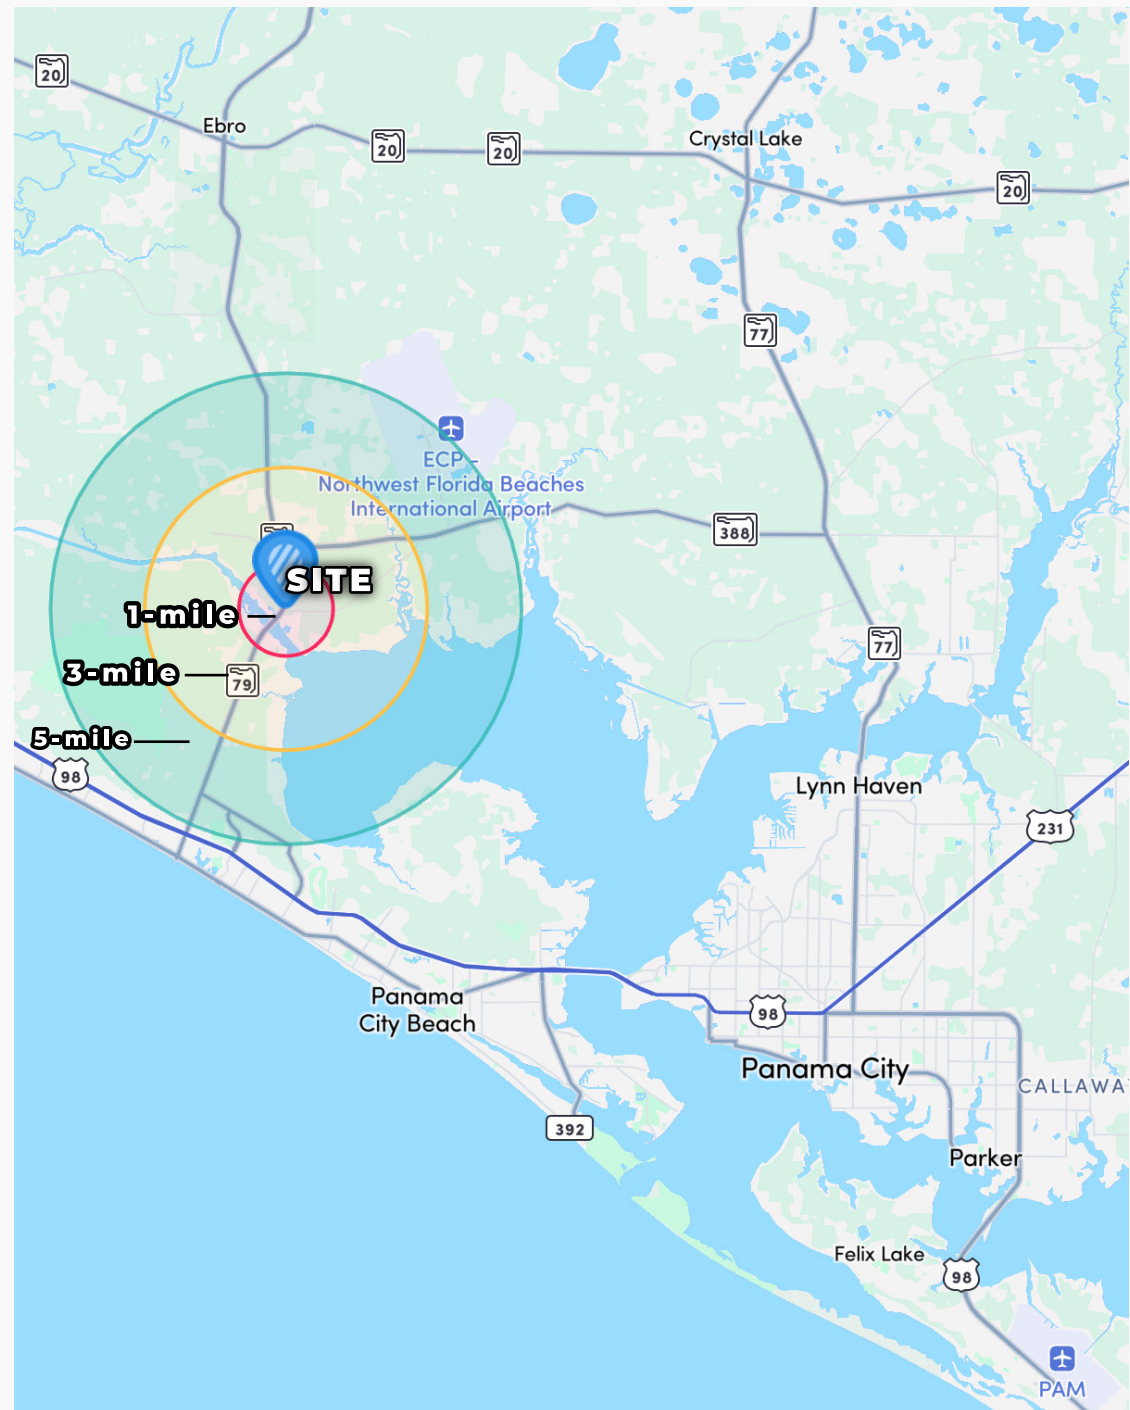 20
Ebro
20
20
Crystal Lake
20
77
ECP –
Northwest Florida Beaches
International Airport
388
SITE
1-mile
3-mile
79
77
5-mile
98
Lynn Haven
231
Panama
City Beach
98
Panama City
CALLAWA
392
Parker
Felix Lake
98
PAM